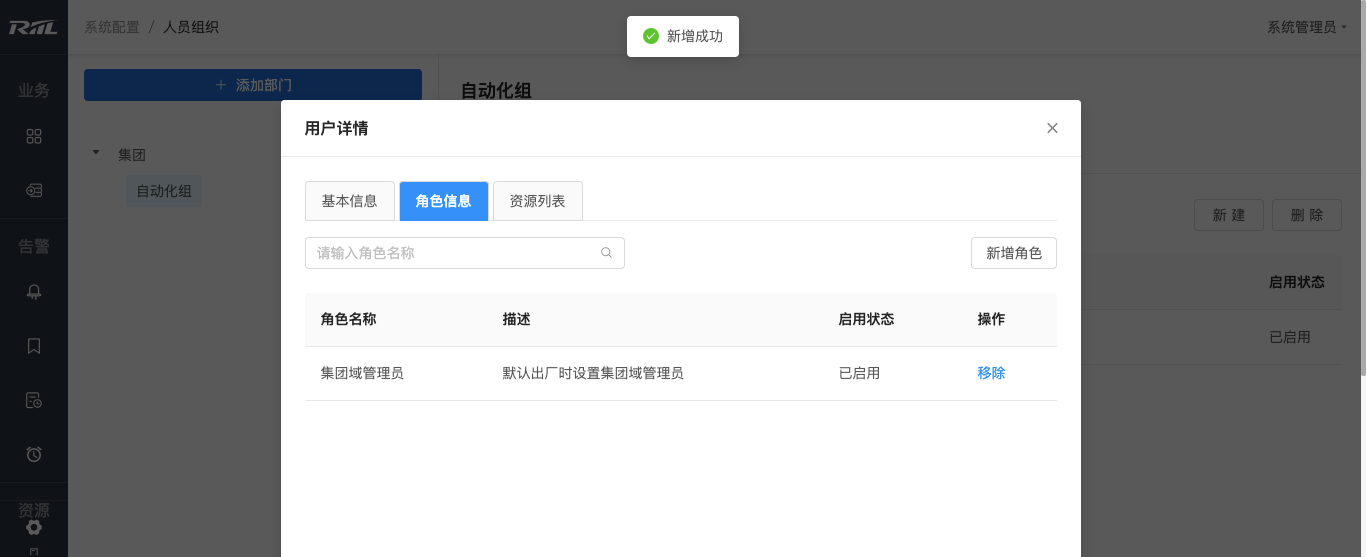 RIIL
系统配置 / 人员组织
新增成功
系统管理员
业务
告警
资源
添加部门
集团
自动化组
自动化组
新 建
删 除
启用状态
已启用
用户详情
基本信息
角色信息
资源列表
请输入角色名称
新增角色
角色名称 描述 启用状态 操作
集团域管理员 默认出厂时设置集团域管理员 已启用 移除